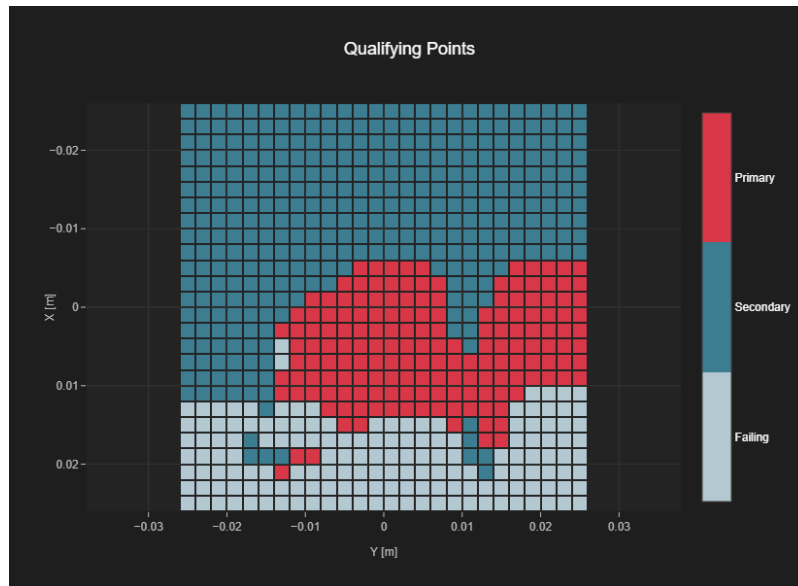 Qualifying Points
−0.02
−0.01
0
0.01
0.02
X [m]
−0.03
−0.02
−0.01
0
0.01
0.02
0.03
Y [m]
Primary
Secondary
Failing